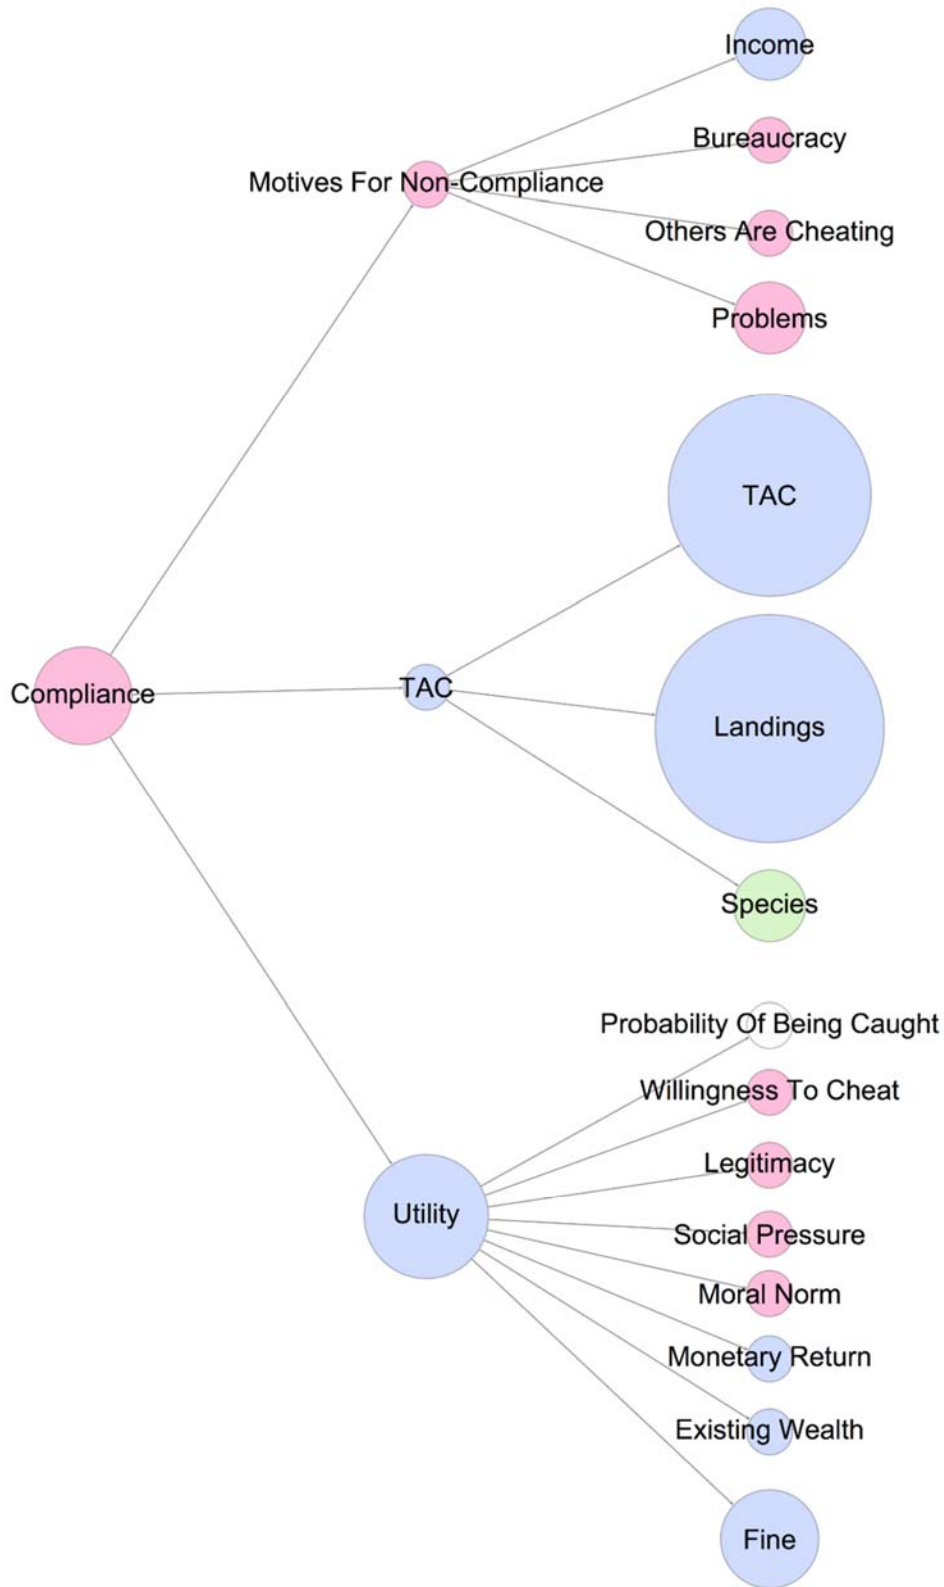 Income
Bureaucracy
Motives For Non-Compliance
Others Are Cheating
Problems
TAC
Compliance
TAC
Landings
Species
Probability Of Being Caught
Willingness To Cheat
Legitimacy
Utility
Social Pressure
Moral Norm
Monetary Return
Existing Wealth
Fine